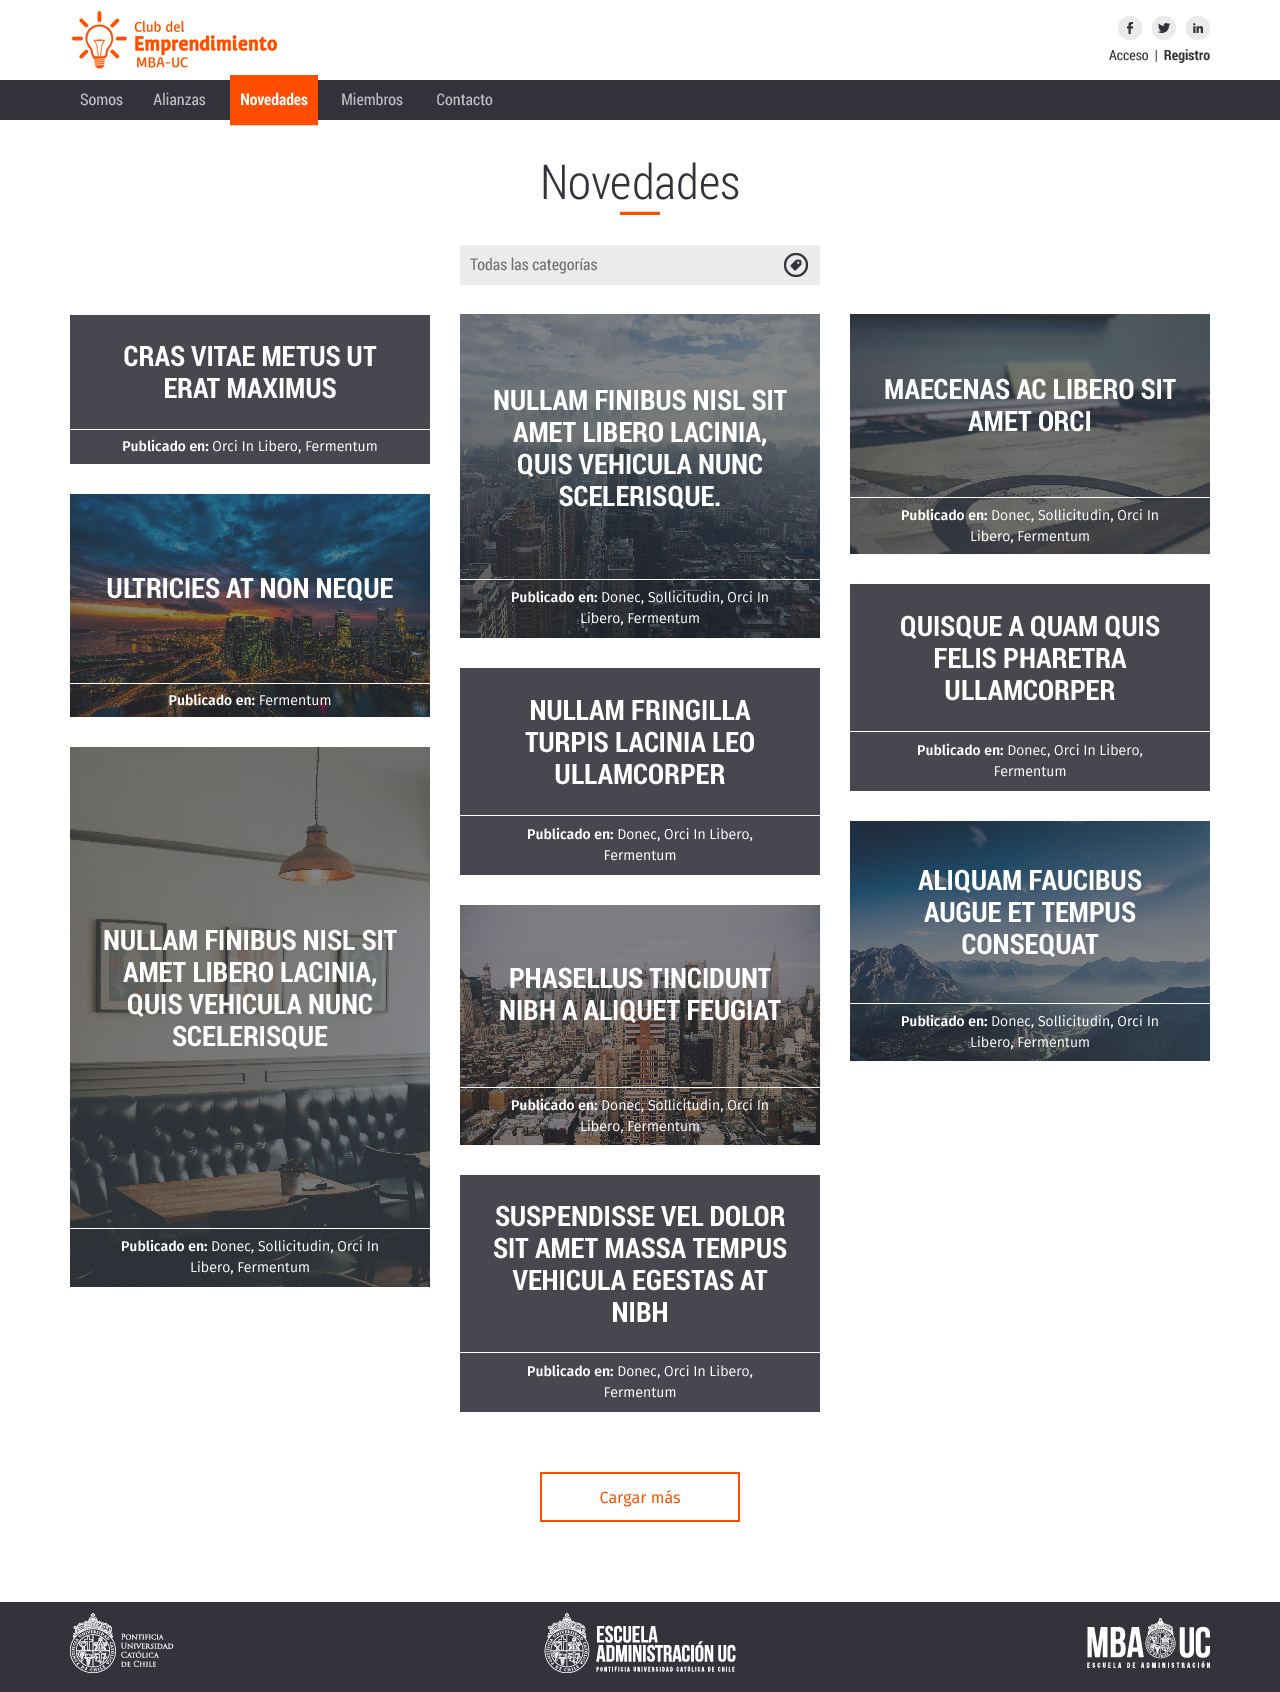 Club del
Emprendimiento
MBA-UC
Acceso | Registro
Somos Alianzas Novedades Miembros Contacto
Novedades
Todas las categorías
CRAS VITAE METUS UT
ERAT MAXIMUS
Publicado en: Orci In Libero, Fermentum
ULTRICIES AT NON NEQUE
Publicado en: Fermentum
NULLAM FINIBUS NISL SIT
AMET LIBERO LACINIA,
QUIS VEHICULA NUNC
SCELERISQUE
Publicado en: Donec, Sollicitudin, Orci In
Libero, Fermentum
NULLAM FINIBUS NISL SIT
AMET LIBERO LACINIA,
QUIS VEHICULA NUNC
SCELERISQUE.
Publicado en: Donec, Sollicitudin, Orci In
Libero, Fermentum
NULLAM FRINGILLA
TURPIS LACINIA LEO
ULLAMCORPER
Publicado en: Donec, Orci In Libero,
Fermentum
PHASELLUS TINCIDUNT
NIBH A ALIQUET FEUGIAT
Publicado en: Donec, Sollicitudin, Orci In
Libero, Fermentum
SUSPENDISSE VEL DOLOR
SIT AMET MASSA TEMPUS
VEHICULA EGESTAS AT
NIBH
Publicado en: Donec, Orci In Libero,
Fermentum
MAECENAS AC LIBERO SIT
AMET ORCI
Publicado en: Donec, Sollicitudin, Orci In
Libero, Fermentum
QUISQUE A QUAM QUIS
FELIS PHARETRA
ULLAMCORPER
Publicado en: Donec, Orci In Libero,
Fermentum
ALIQUAM FAUCIBUS
AUGUE ET TEMPUS
CONSEQUAT
Publicado en: Donec, Sollicitudin, Orci In
Libero, Fermentum
Cargar más
PONTIFICIA
UNIVERSIDAD
CATÓLICA
DE CHILE
ESCUELA
ADMINISTRACIÓN UC
PONTIFICIA UNIVERSIDAD CATÓLICA DE CHILE
MBA UC
ESCUELA DE ADMINISTRACIÓN